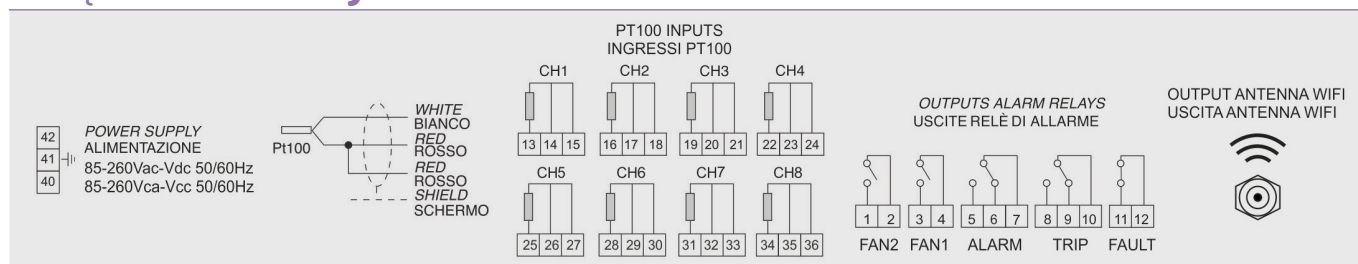 42
41
40
POWER SUPPLY
ALIMENTAZIONE
85-260Vac-Vdc 50/60Hz
85-260Vca-Vcc 50/60Hz
Pt100
WHITE
BIANCO
RED
ROSSO
RED
ROSSO
SHIELD
SCHERMO
PT100 INPUTS
INGRESSI PT100
CH1 CH2 CH3 CH4
13 14 15 16 17 18 19 20 21 22 23 24
CH5 CH6 CH7 CH8
25 26 27 28 29 30 31 32 33 34 35 36
OUTPUTS ALARM RELAYS
USCITE RELÈ DI ALLARME
1 2 3 4 5 6 7 8 9 10 11 12
FAN2 FAN1 ALARM TRIP FAULT
OUTPUT ANTENNA WIFI
USCITA ANTENNA WIFI